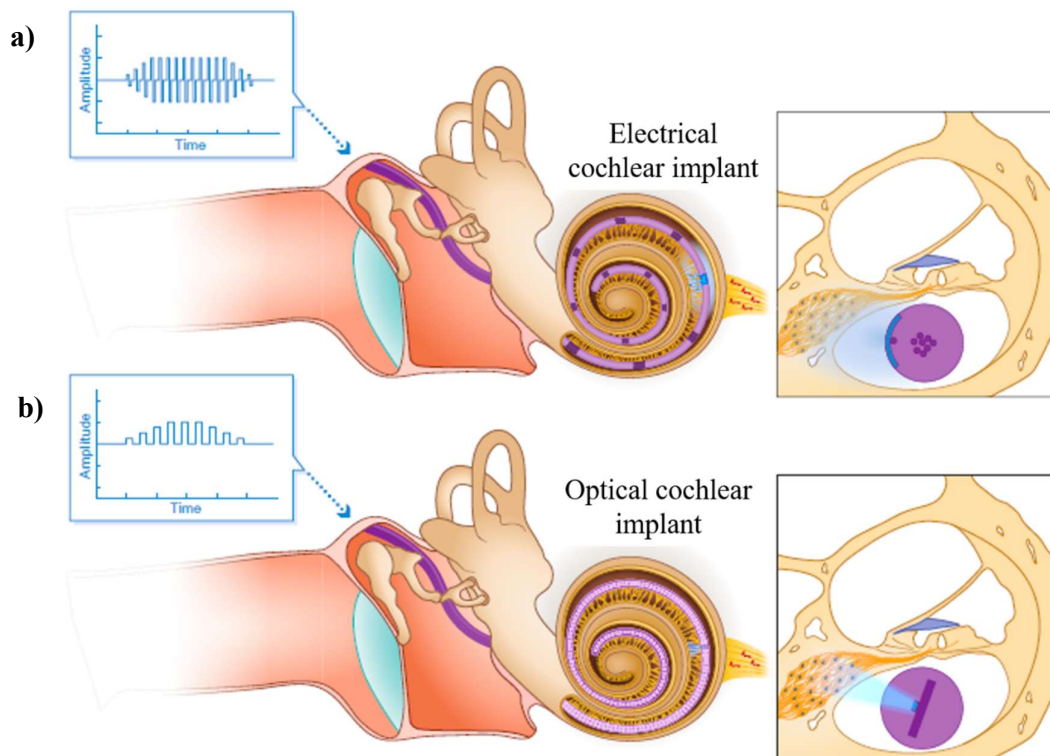 a)
Amplitude
Time
Electrical
cochlear implant
b)
Amplitude
Time
Optical cochlear
implant